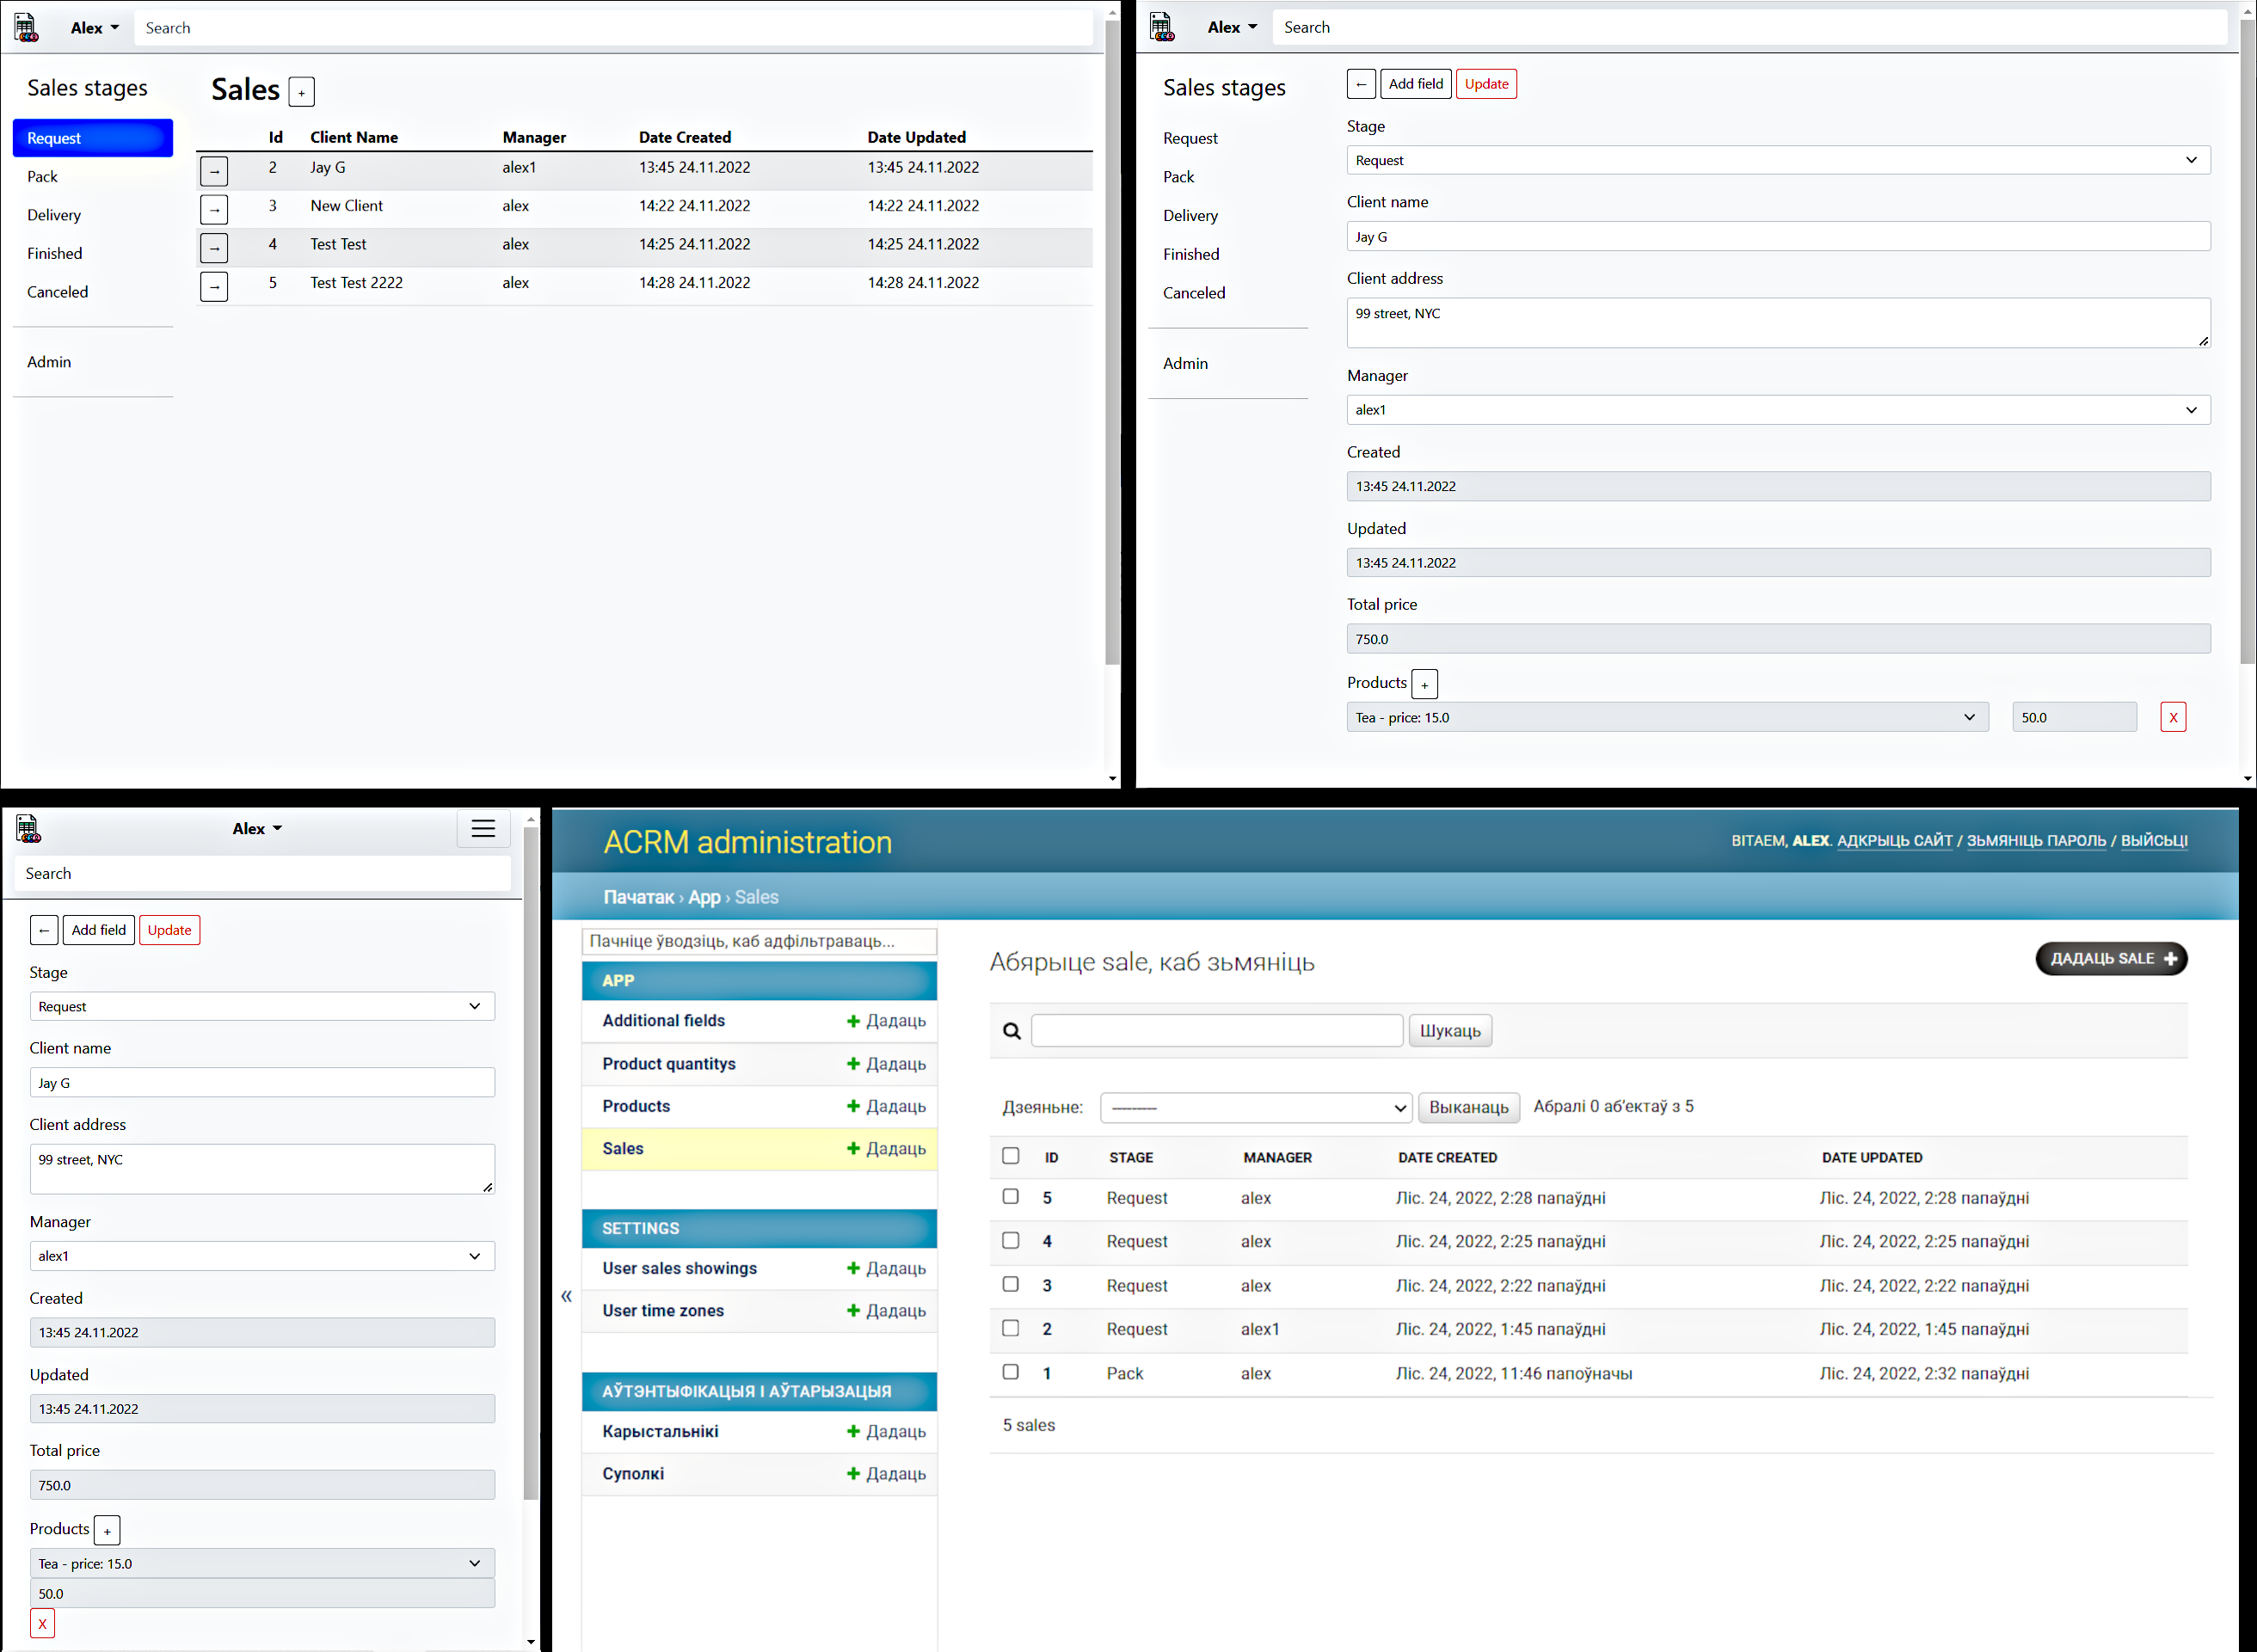 Alex Search
Sales stages
Request
Pack
Delivery
Finished
Canceled
Admin
Sales +
Id Client Name Manager Date Created Date Updated
→ 2 Jay G alex1 13:45 24.11.2022 13:45 24.11.2022
→ 3 New Client alex 14:22 24.11.2022 14:22 24.11.2022
→ 4 Test Test alex 14:25 24.11.2022 14:25 24.11.2022
→ 5 Test Test 2222 alex 14:28 24.11.2022 14:28 24.11.2022
Alex Search
Sales stages
Request
Pack
Delivery
Finished
Canceled
Admin
← Add field Update
Stage
Request
Client name
Jay G
Client address
99 street, NYC
Manager
alex1
Created
13:45 24.11.2022
Updated
13:45 24.11.2022
Total price
750.0
Products +
Tea - price: 15.0 50.0 X
Alex
Search
← Add field Update
Stage
Request
Client name
Jay G
Client address
99 street, NYC
Manager
alex1
Created
13:45 24.11.2022
Updated
13:45 24.11.2022
Total price
750.0
Products +
Tea - price: 15.0
50.0
X
ACRM administration
ВІТАЕМ, ALEX. АДКРЫЦЬ САЙТ / ЗЬМЯНІЦЬ ПАРОЛЬ / ВЫЙСЬЦІ
Пачатак › App › Sales
Пачніце ўводзіць, каб адфільтраваць...
APP
Additional fields + Дадаць
Product quantitys + Дадаць
Products + Дадаць
Sales + Дадаць
SETTINGS
User sales showings + Дадаць
User time zones + Дадаць
АЎТЭНТЫФІКАЦЫЯ І АЎТАРЫЗАЦЫЯ
Карыстальнікі + Дадаць
Суполкі + Дадаць
«
Абярыце sale, каб зьмяніць
ДАДАЦЬ SALE +
Шукаць
Дзеяньне: --------- Выканаць Абралі 0 аб'ектаў з 5
ID STAGE MANAGER DATE CREATED DATE UPDATED
5 Request alex Ліс. 24, 2022, 2:28 папаўдні Ліс. 24, 2022, 2:28 папаўдні
4 Request alex Ліс. 24, 2022, 2:25 папаўдні Ліс. 24, 2022, 2:25 папаўдні
3 Request alex Ліс. 24, 2022, 2:22 папаўдні Ліс. 24, 2022, 2:22 папаўдні
2 Request alex1 Ліс. 24, 2022, 1:45 папаўдні Ліс. 24, 2022, 1:45 папаўдні
1 Pack alex Ліс. 24, 2022, 11:46 папоўначы Ліс. 24, 2022, 2:32 папаўдні
5 sales